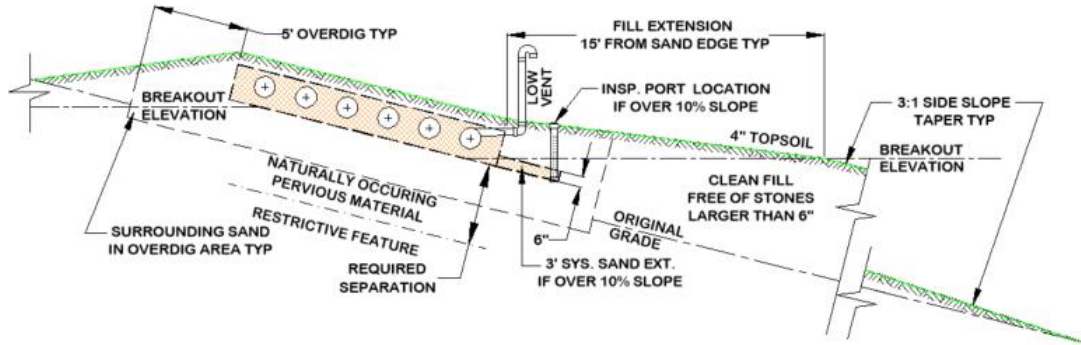 5' OVERDIG TYP
FILL EXTENSION
15' FROM SAND EDGE TYP
LOW
VENT
INSP. PORT LOCATION
IF OVER 10% SLOPE
3:1 SIDE SLOPE
TAPER TYP
BREAKOUT
ELEVATION
4" TOPSOIL
BREAKOUT
ELEVATION
NATURALLY OCCURING
PERVIOUS MATERIAL
CLEAN FILL
FREE OF STONES
LARGER THAN 6"
RESTRICTIVE FEATURE
ORIGINAL
GRADE
SURROUNDING SAND
IN OVERDIG AREA TYP
6"
REQUIRED
SEPARATION
3' SYS. SAND EXT.
IF OVER 10% SLOPE